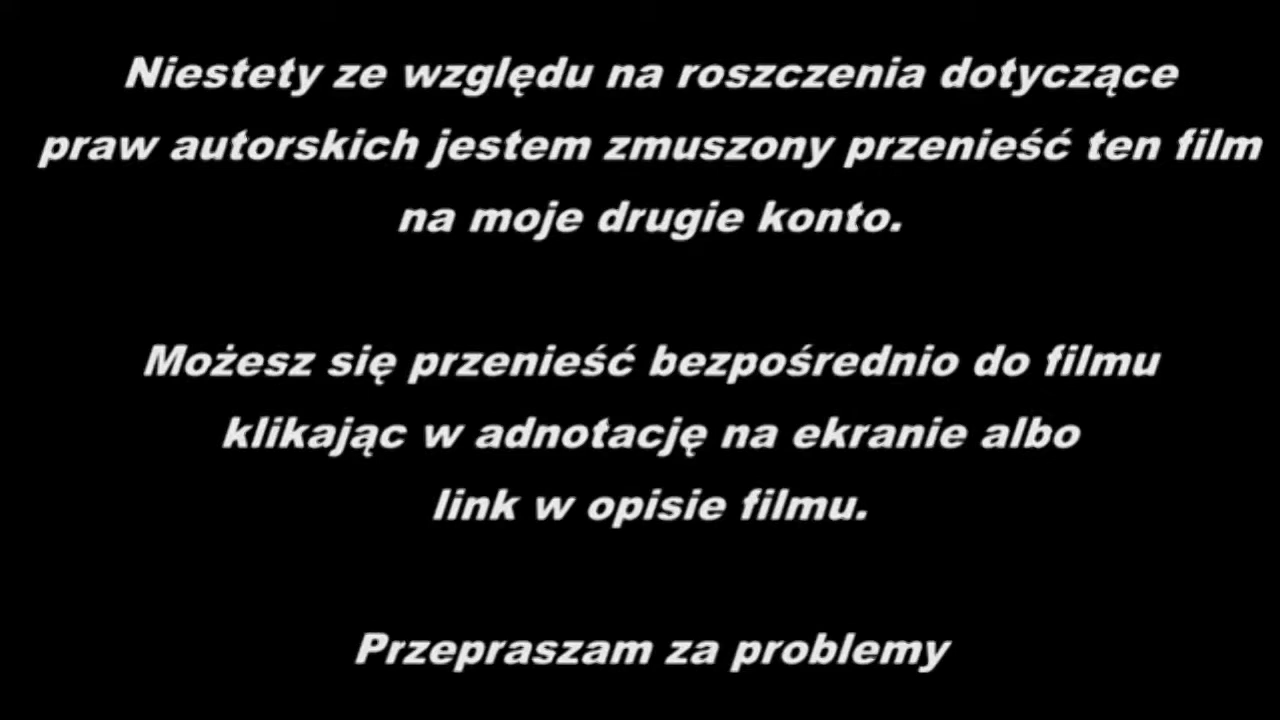 Niestety ze względu na roszczenia dotyczące
praw autorskich jestem zmuszony przenieść ten film
na moje drugie konto.
Możesz się przenieść bezpośrednio do filmu
klikając w adnotację na ekranie albo
link w opisie filmu.
Przepraszam za problemy